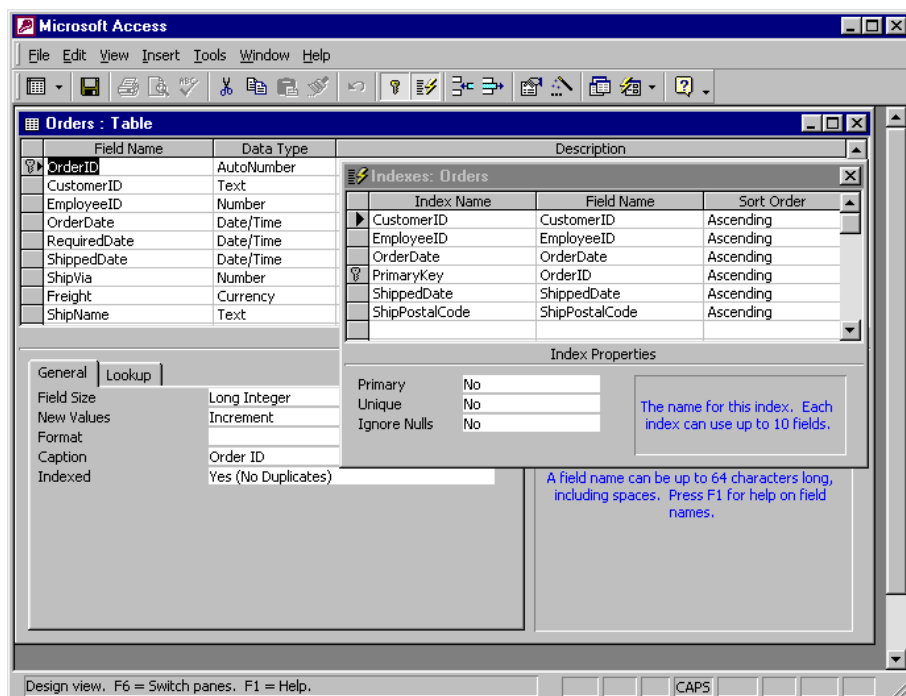 Microsoft Access
File Edit View Insert Tools Window Help
ABC
Orders : Table
Field Name Data Type Description
OrderID AutoNumber
CustomerID Text
EmployeeID Number
OrderDate Date/Time
RequiredDate Date/Time
ShippedDate Date/Time
ShipVia Number
Freight Currency
ShipName Text
Indexes: Orders
Index Name Field Name Sort Order
CustomerID CustomerID Ascending
EmployeeID EmployeeID Ascending
OrderDate OrderDate Ascending
PrimaryKey OrderID Ascending
ShippedDate ShippedDate Ascending
ShipPostalCode ShipPostalCode Ascending
Index Properties
Primary No
Unique No
Ignore Nulls No
The name for this index. Each
index can use up to 10 fields.
General Lookup
Field Size Long Integer
New Values Increment
Format
Caption Order ID
Indexed Yes (No Duplicates)
A field name can be up to 64 characters long,
including spaces. Press F1 for help on field
names.
Design view. F6 = Switch panes. F1 = Help.
CAPS